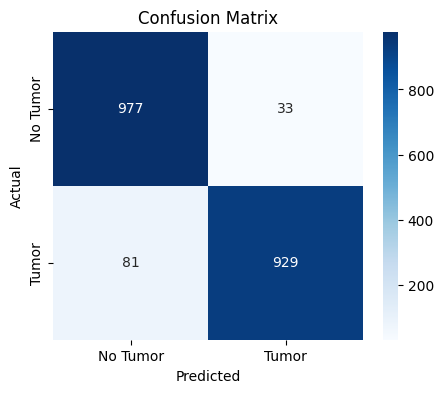 Confusion Matrix
Actual
No Tumor
977
33
800
600
400
Tumor
81
929
200
No Tumor
Tumor
Predicted